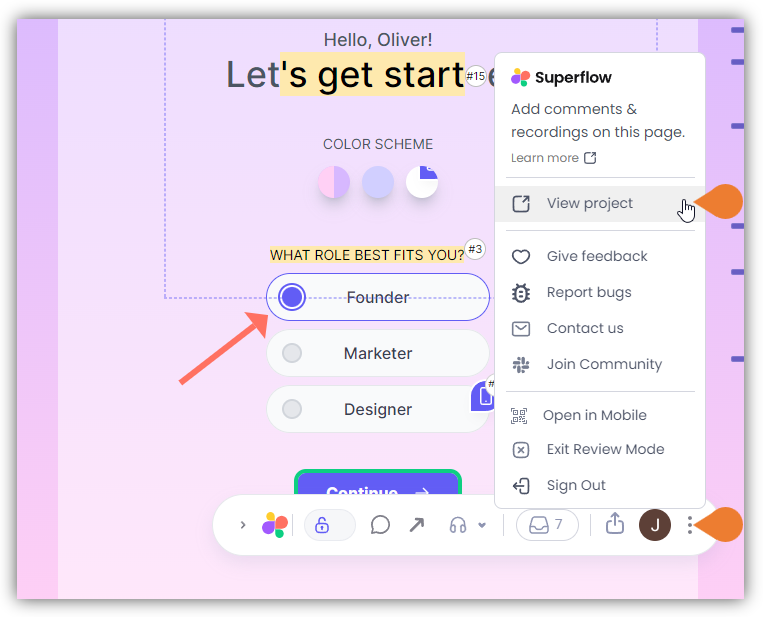 Hello, Oliver!
Let's get start
#15
COLOR SCHEME
WHAT ROLE BEST FITS YOU?
#3
Founder
Marketer
Designer
#
Continue →
Superflow
Add comments &
recordings on this page.
Learn more
View project
Give feedback
Report bugs
Contact us
Join Community
Open in Mobile
Exit Review Mode
Sign Out
7
J